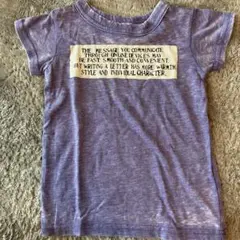 THE MESSAGE YOU COMMUNICATE
THROUGH ONLINE DEVICES MAY
BE FAST, SMOOTH AND CONVENIENT.
BUT WRITING A LETTER HAS MORE WARMTH,
STYLE AND INDIVIDUAL CHARACTER.